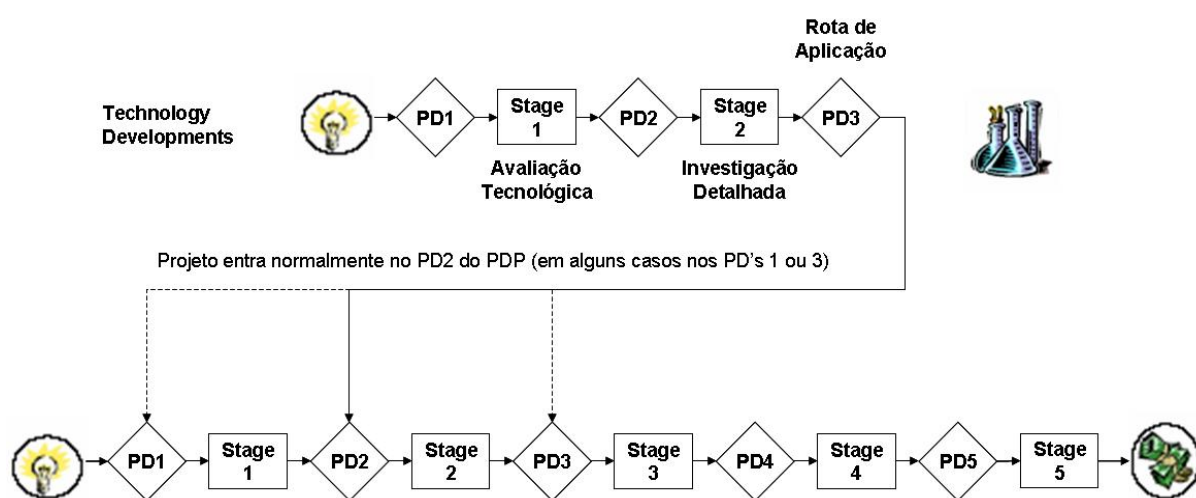 Rota de
Aplicação
Technology
Developments
PD1
Stage
1
PD2
Stage
2
PD3
Avaliação
Tecnológica
Investigação
Detalhada
Projeto entra normalmente no PD2 do PDP (em alguns casos nos PD's 1 ou 3)
PD1
Stage
1
PD2
Stage
2
PD3
Stage
3
PD4
Stage
4
PD5
Stage
5